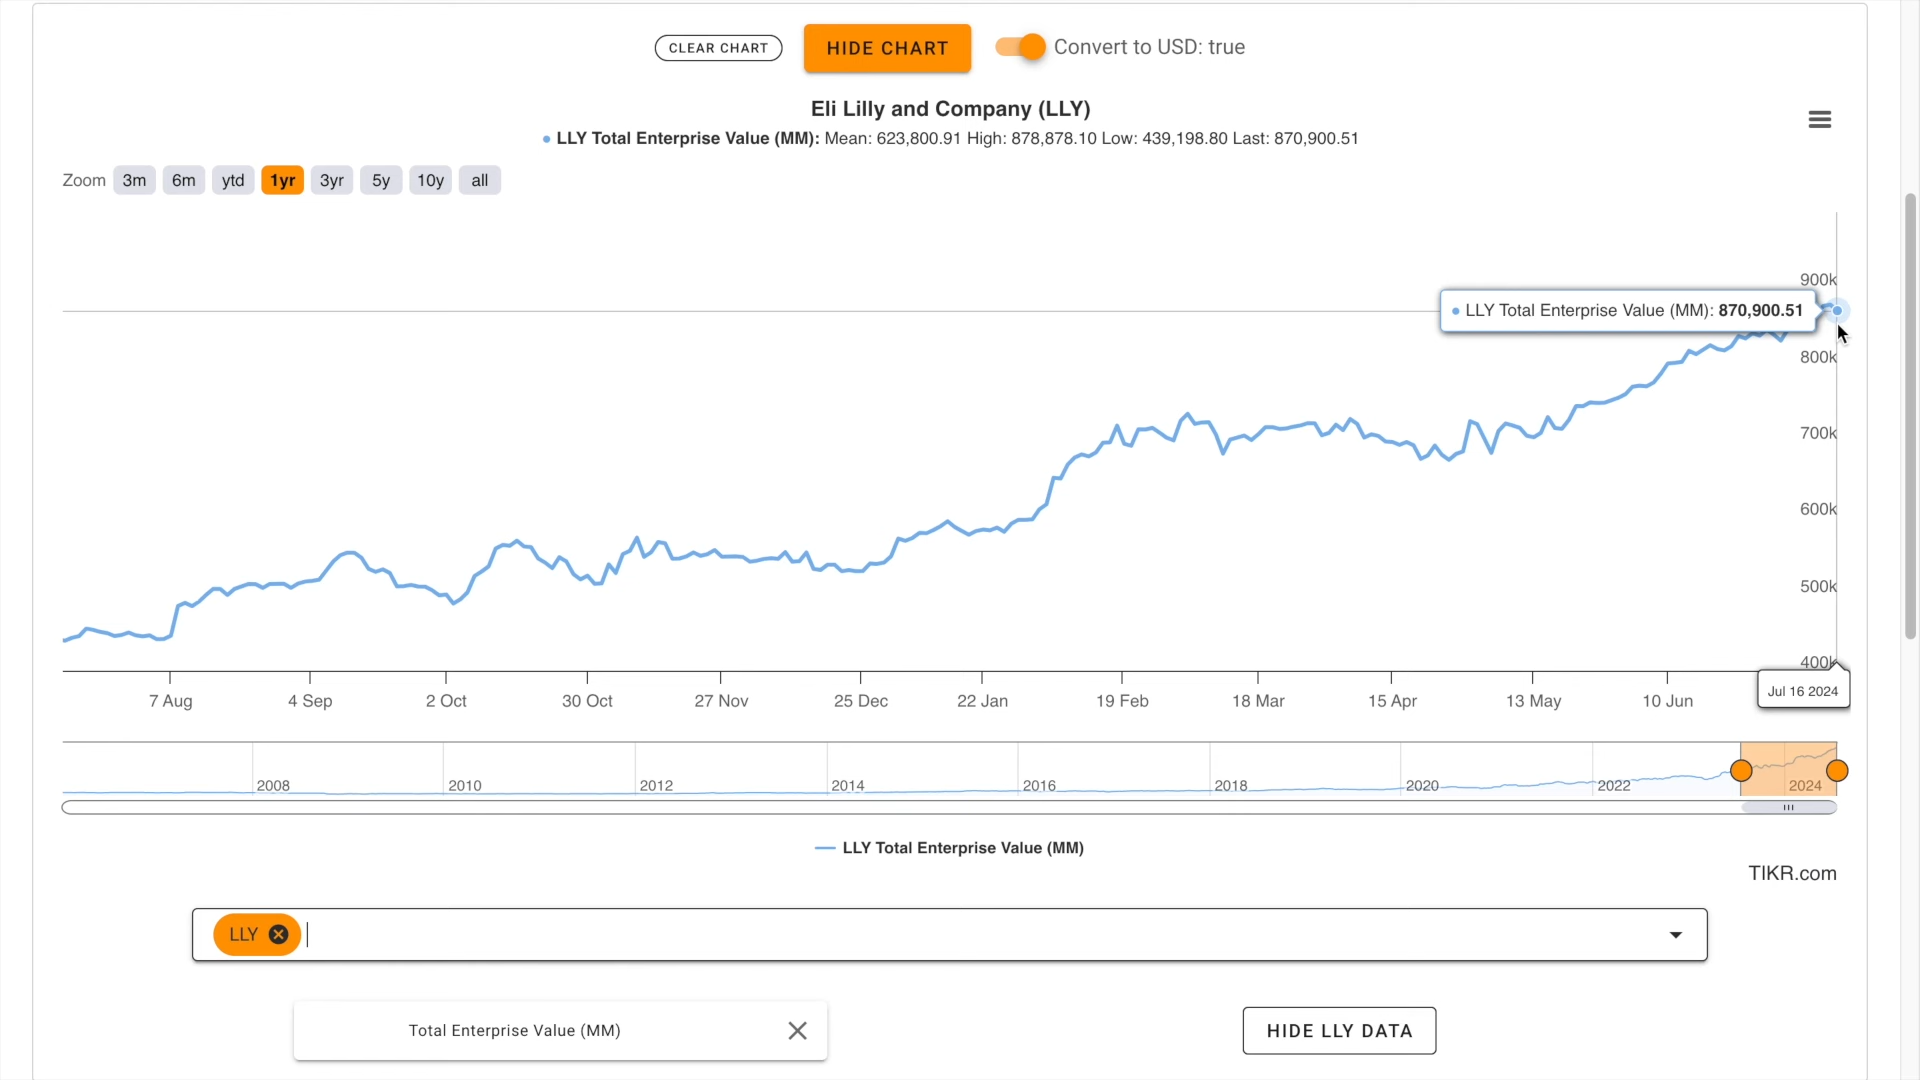 CLEAR CHART
HIDE CHART
Convert to USD: true
Eli Lilly and Company (LLY)
LLY Total Enterprise Value (MM): Mean: 623,800.91 High: 878,878.10 Low: 439,198.80 Last: 870,900.51
Zoom 3m 6m ytd 1yr 3yr 5y 10y all
900k
LLY Total Enterprise Value (MM): 870,900.51
800k
700k
600k
500k
400k
7 Aug 4 Sep 2 Oct 30 Oct 27 Nov 25 Dec 22 Jan 19 Feb 18 Mar 15 Apr 13 May 10 Jun
Jul 16 2024
2008 2010 2012 2014 2016 2018 2020 2022 2024
LLY Total Enterprise Value (MM)
TIKR.com
LLY
Total Enterprise Value (MM)
HIDE LLY DATA